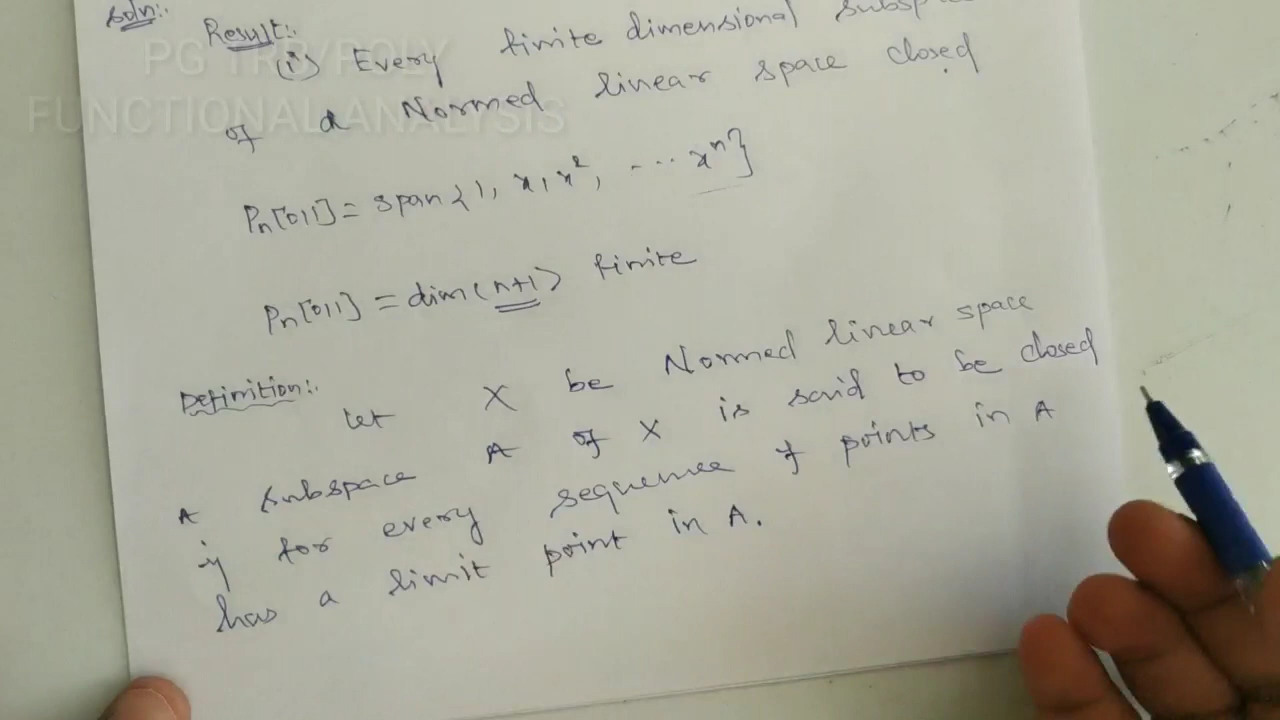 Soln:-
Result:-
PG TRB/POLY
(i) Every finite dimensional
FUNCTIONAL ANALYSIS
of a Normed linear space closed
Pn[0,1] = span {1, x, x², ... xⁿ}
Pn[0,1] = dim(n+1) finite
Definition:-
Let X be Normed linear space
A subspace A of X is said to be closed
if for every sequence of points in A
has a limit point in A.